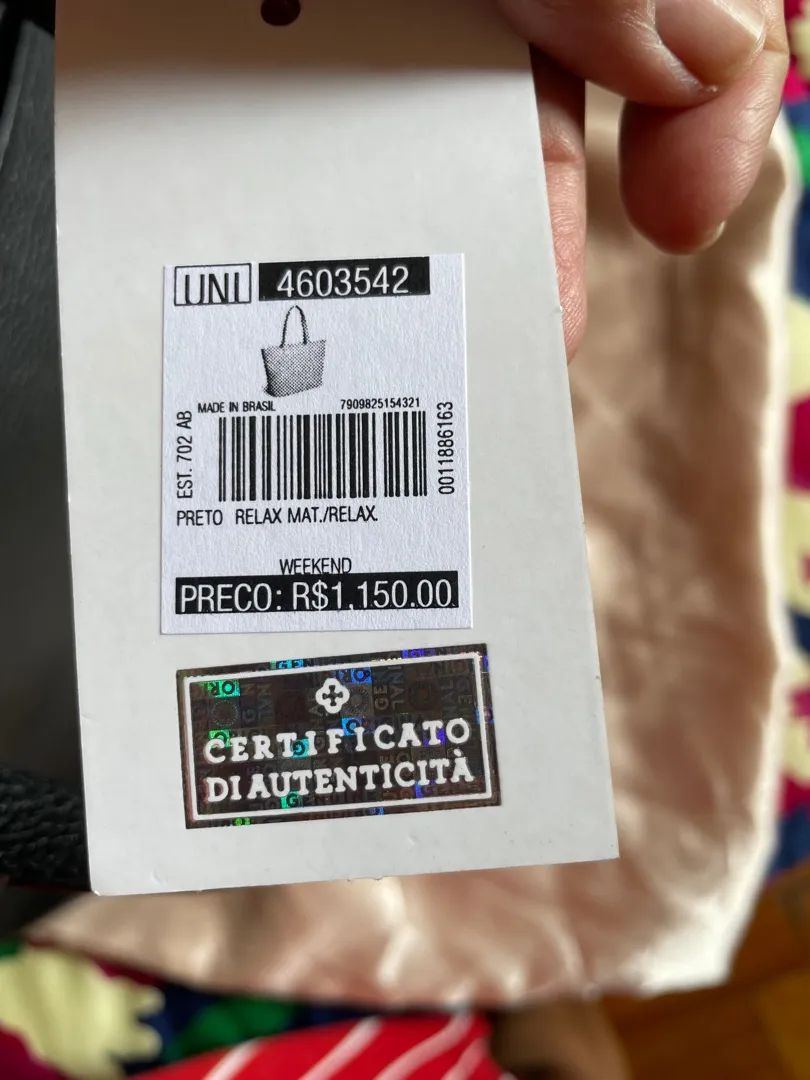 UNI 4603542
MADE IN BRASIL 7909825154321
EST. 702 AB
0011886163
PRETO RELAX MAT./RELAX.
WEEKEND
PRECO: R$1.150.00
CERTIFICATO
DI AUTENTICITÀ